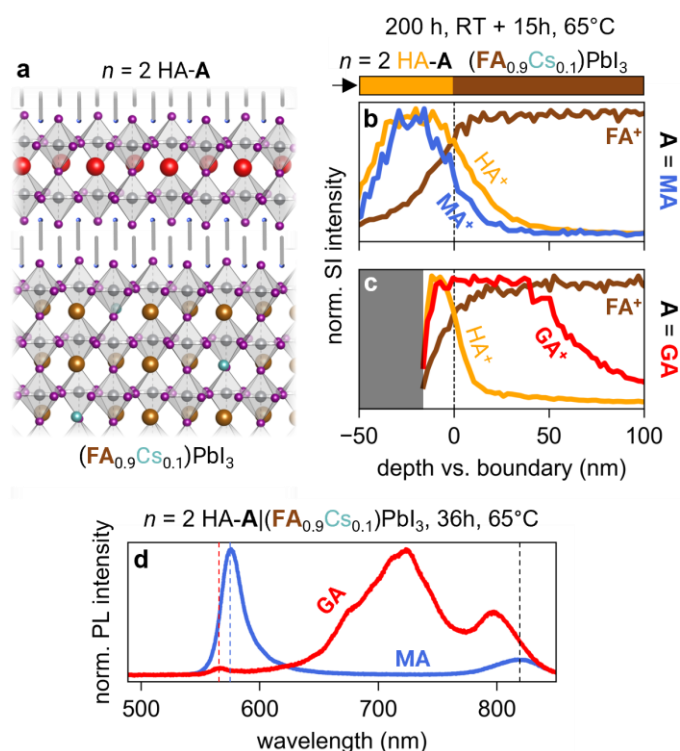 200 h, RT + 15h, 65°C
a n = 2 HA-A
n = 2 HA-A (FA0.9Cs0.1)PbI3
b
FA+
HA+
MA+
A = MA
norm. SI intensity
c
FA+
HA+
GA+
A = GA
−50 0 50 100
depth vs. boundary (nm)
(FA0.9Cs0.1)PbI3
n = 2 HA-A|(FA0.9Cs0.1)PbI3, 36h, 65°C
d
norm. PL intensity
GA
MA
500 600 700 800
wavelength (nm)